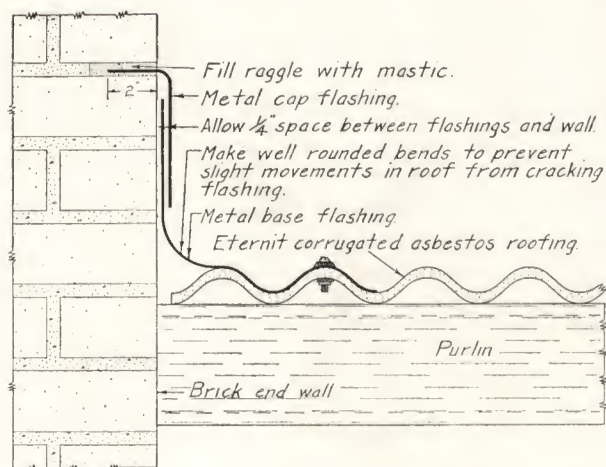 Fill raggle with mastic.
2"
Metal cap flashing.
Allow 1/4" space between flashings and wall.
Make well rounded bends to prevent
slight movements in roof from cracking
flashing.
Metal base flashing.
Eternit corrugated asbestos roofing.
Purlin
Brick end wall